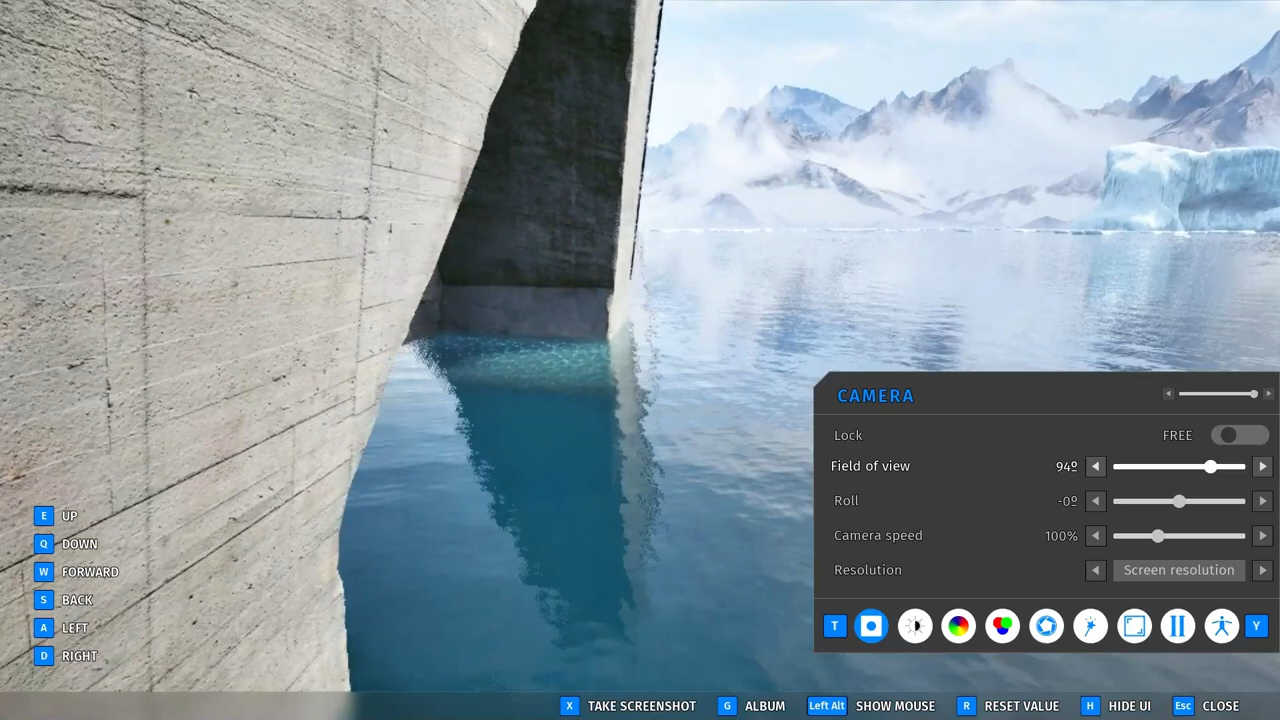 CAMERA
Lock FREE
Field of view 94º
Roll -0º
Camera speed 100%
Resolution Screen resolution
T Y
E UP
Q DOWN
W FORWARD
S BACK
A LEFT
D RIGHT
X TAKE SCREENSHOT G ALBUM Left Alt SHOW MOUSE R RESET VALUE H HIDE UI Esc CLOSE